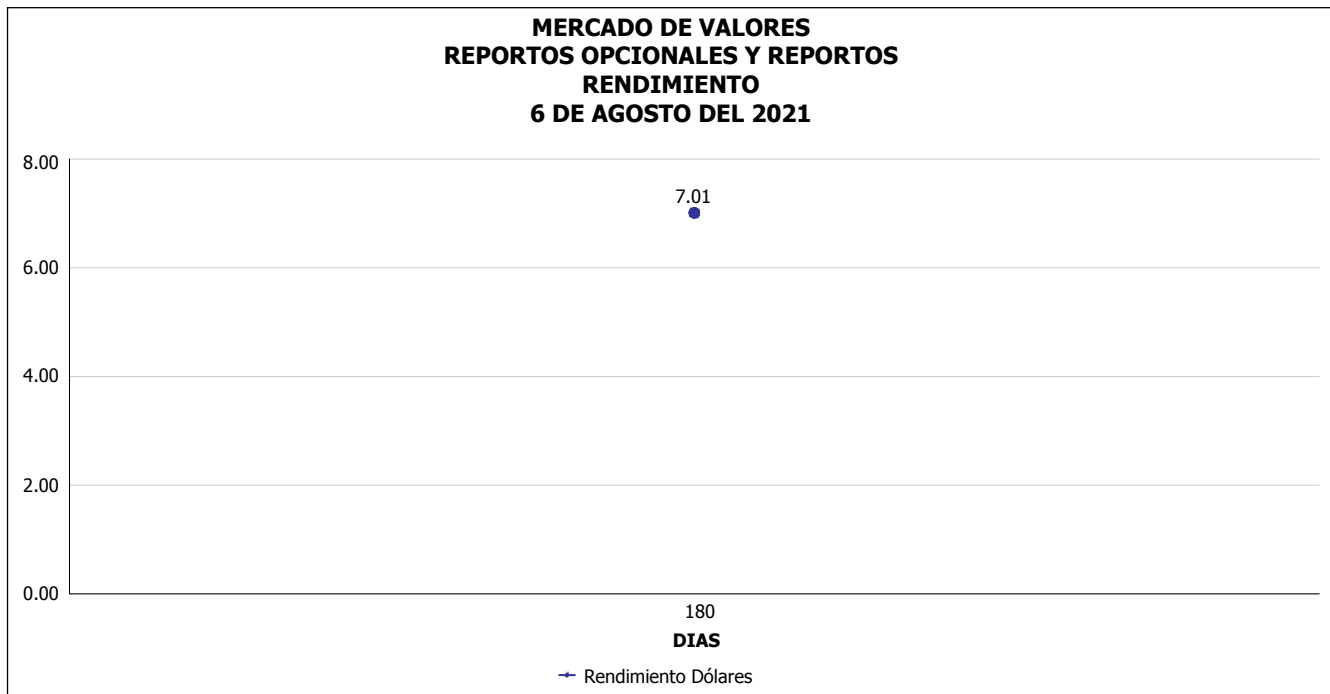 MERCADO DE VALORES
REPORTOS OPCIONALES Y REPORTOS
RENDIMIENTO
6 DE AGOSTO DEL 2021
8.00
7.01
6.00
4.00
2.00
0.00
180
DIAS
Rendimiento Dólares